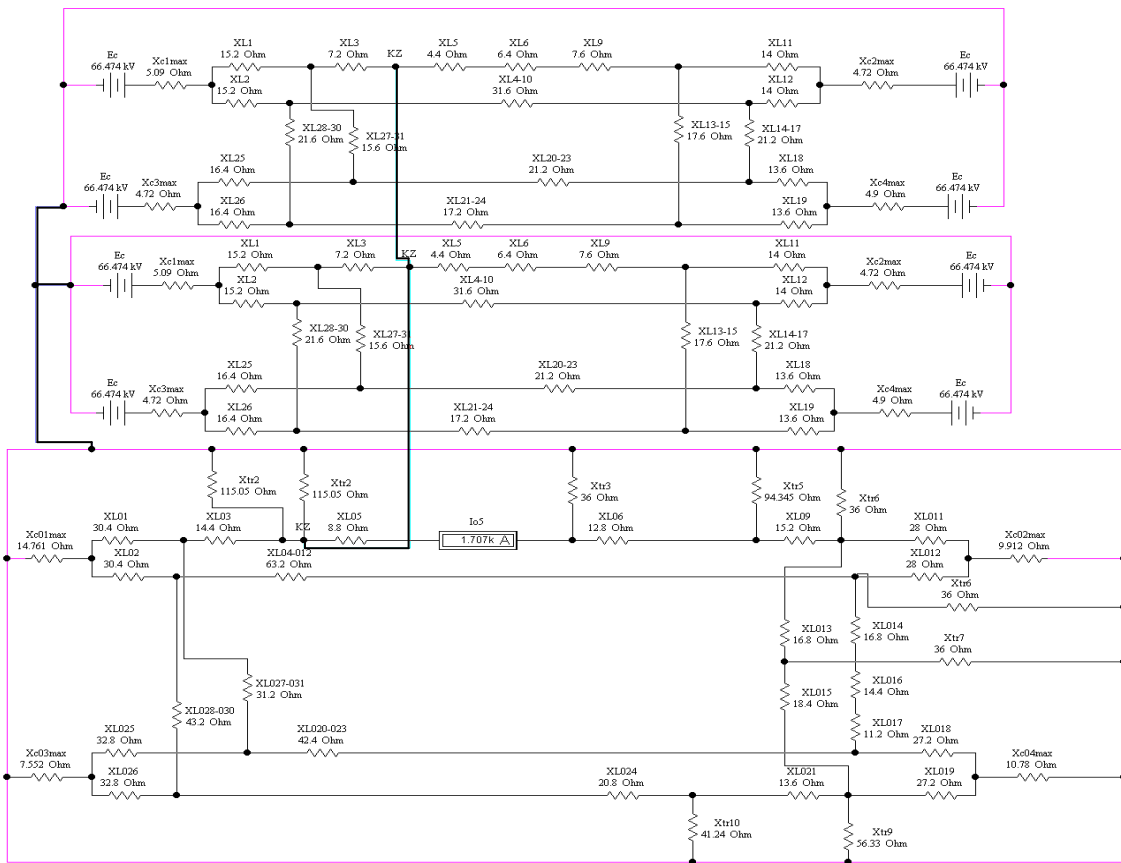 XL1
15.2 Ohm
XL3
7.2 Ohm
KZ
XL5
4.4 Ohm
XL6
6.4 Ohm
XL9
7.6 Ohm
XL11
14 Ohm
Ec
66.474 kV
Xc1max
5.09 Ohm
XL2
15.2 Ohm
XL4-10
31.6 Ohm
XL12
14 Ohm
Xc2max
4.72 Ohm
Ec
66.474 kV
XL28-30
21.6 Ohm
XL27-31
15.6 Ohm
XL13-15
17.6 Ohm
XL14-17
21.2 Ohm
Ec
66.474 kV
Xc3max
4.72 Ohm
XL25
16.4 Ohm
XL20-23
21.2 Ohm
XL18
13.6 Ohm
XL26
16.4 Ohm
XL21-24
17.2 Ohm
XL19
13.6 Ohm
Xc4max
4.9 Ohm
Ec
66.474 kV
XL1
15.2 Ohm
XL3
7.2 Ohm
KZ
XL5
4.4 Ohm
XL6
6.4 Ohm
XL9
7.6 Ohm
XL11
14 Ohm
Ec
66.474 kV
Xc1max
5.09 Ohm
XL2
15.2 Ohm
XL4-10
31.6 Ohm
XL12
14 Ohm
Xc2max
4.72 Ohm
Ec
66.474 kV
XL28-30
21.6 Ohm
XL27-31
15.6 Ohm
XL13-15
17.6 Ohm
XL14-17
21.2 Ohm
Ec
66.474 kV
Xc3max
4.72 Ohm
XL25
16.4 Ohm
XL20-23
21.2 Ohm
XL18
13.6 Ohm
XL26
16.4 Ohm
XL21-24
17.2 Ohm
XL19
13.6 Ohm
Xc4max
4.9 Ohm
Ec
66.474 kV
Xtr2
115.05 Ohm
Xtr2
115.05 Ohm
Xtr3
36 Ohm
Xtr5
94.345 Ohm
Xtr6
36 Ohm
Xc01max
14.761 Ohm
XL01
30.4 Ohm
XL03
14.4 Ohm
KZ
XL05
8.8 Ohm
Io5
1.707k A
XL06
12.8 Ohm
XL09
15.2 Ohm
XL011
28 Ohm
XL02
30.4 Ohm
XL04-012
63.2 Ohm
XL012
28 Ohm
Xc02max
9.912 Ohm
Xtr6
36 Ohm
XL013
16.8 Ohm
XL014
16.8 Ohm
Xtr7
36 Ohm
XL027-031
31.2 Ohm
XL028-030
43.2 Ohm
XL015
18.4 Ohm
XL016
14.4 Ohm
XL017
11.2 Ohm
Xc03max
7.552 Ohm
XL025
32.8 Ohm
XL020-023
42.4 Ohm
XL018
27.2 Ohm
XL026
32.8 Ohm
XL024
20.8 Ohm
XL021
13.6 Ohm
XL019
27.2 Ohm
Xc04max
10.78 Ohm
Xtr10
41.24 Ohm
Xtr9
56.33 Ohm